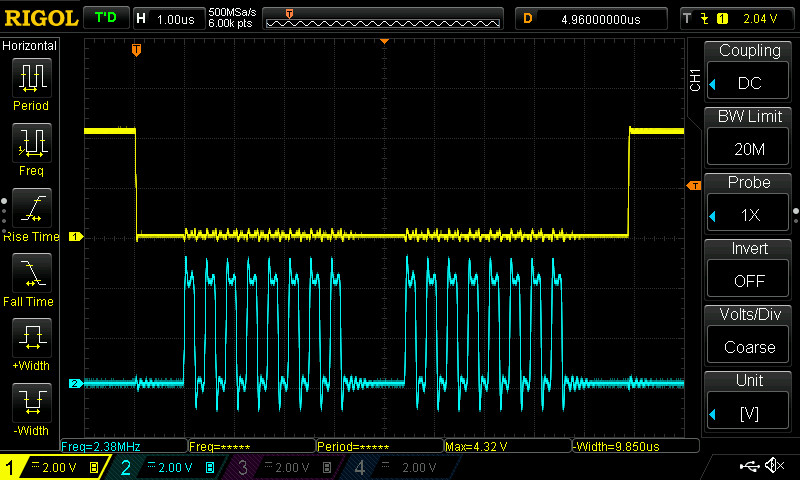 RIGOL T'D H 1.00us 500MSa/s 6.00k pts T D 4.96000000us T 1 2.04 V
Horizontal
Period
Freq
Rise Time
Fall Time
+Width
-Width
T
1
2
T
CH1
Coupling
DC
BW Limit
20M
Probe
1X
Invert
OFF
Volts/Div
Coarse
Unit
[V]
Freq=2.38MHz Freq=***** Period=***** Max=4.32 V -Width=9.850us
1 2.00 V B 2 2.00 V B 3 2.00 V B 4 2.00 V